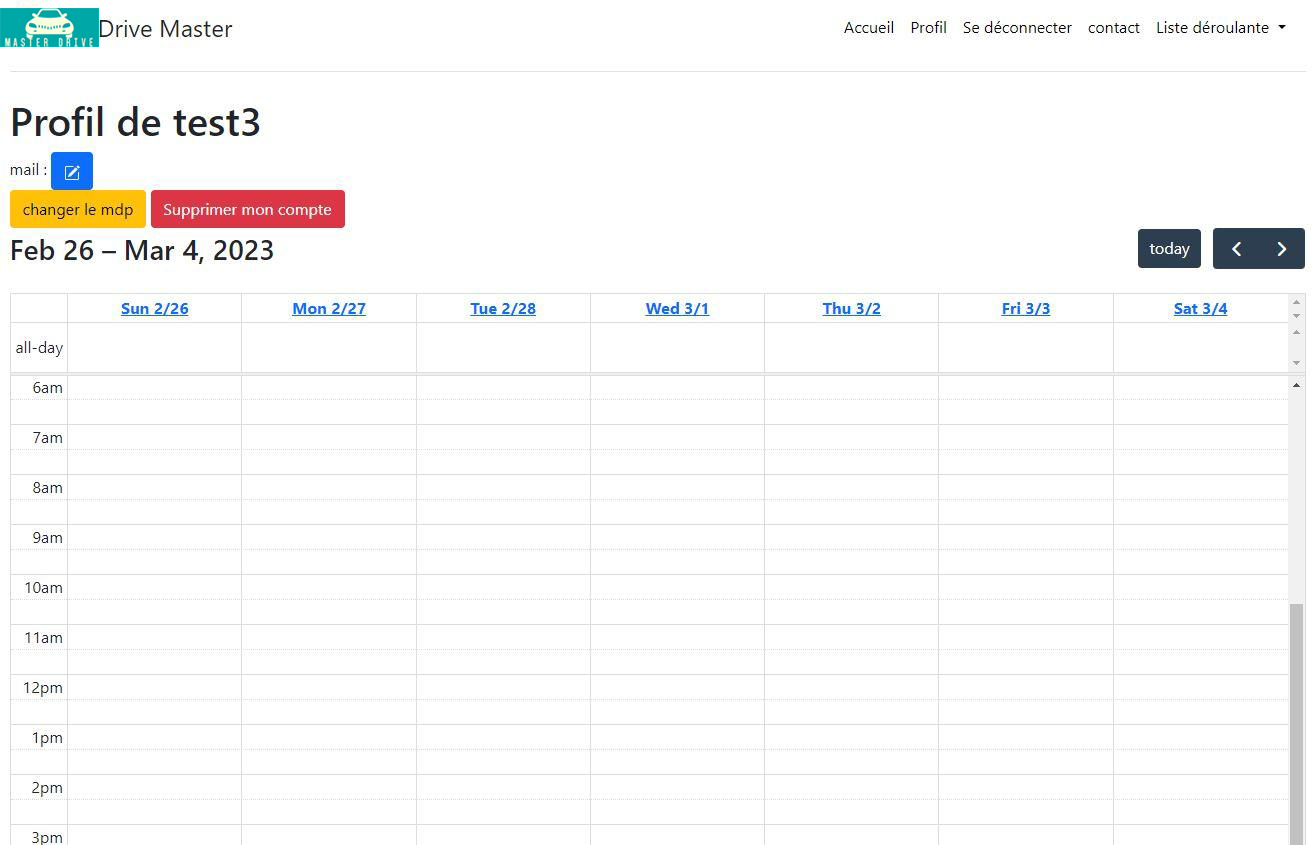 MASTER DRIVE
Drive Master
Accueil Profil Se déconnecter contact Liste déroulante
Profil de test3
mail :
changer le mdp Supprimer mon compte
Feb 26 – Mar 4, 2023
today
Sun 2/26 Mon 2/27 Tue 2/28 Wed 3/1 Thu 3/2 Fri 3/3 Sat 3/4
all-day
6am
7am
8am
9am
10am
11am
12pm
1pm
2pm
3pm